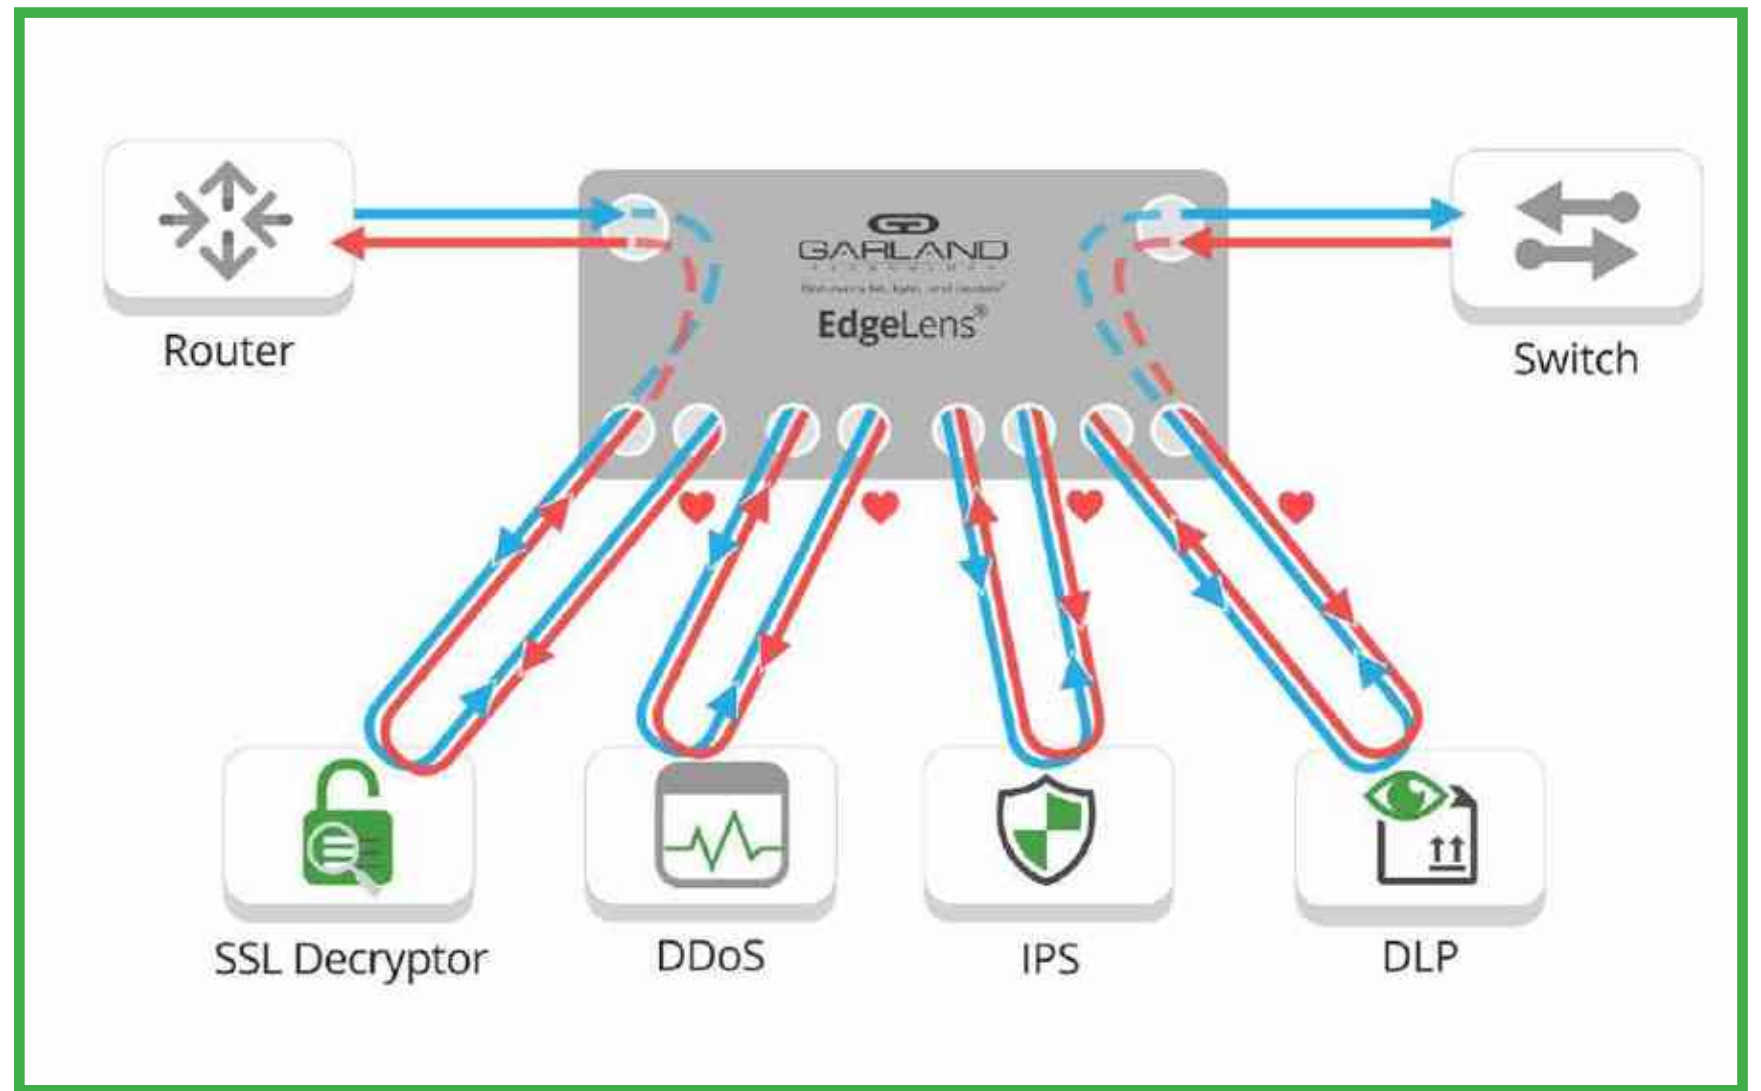 GARLAND
EdgeLens®
Router
Switch
SSL Decryptor
DDoS
IPS
DLP